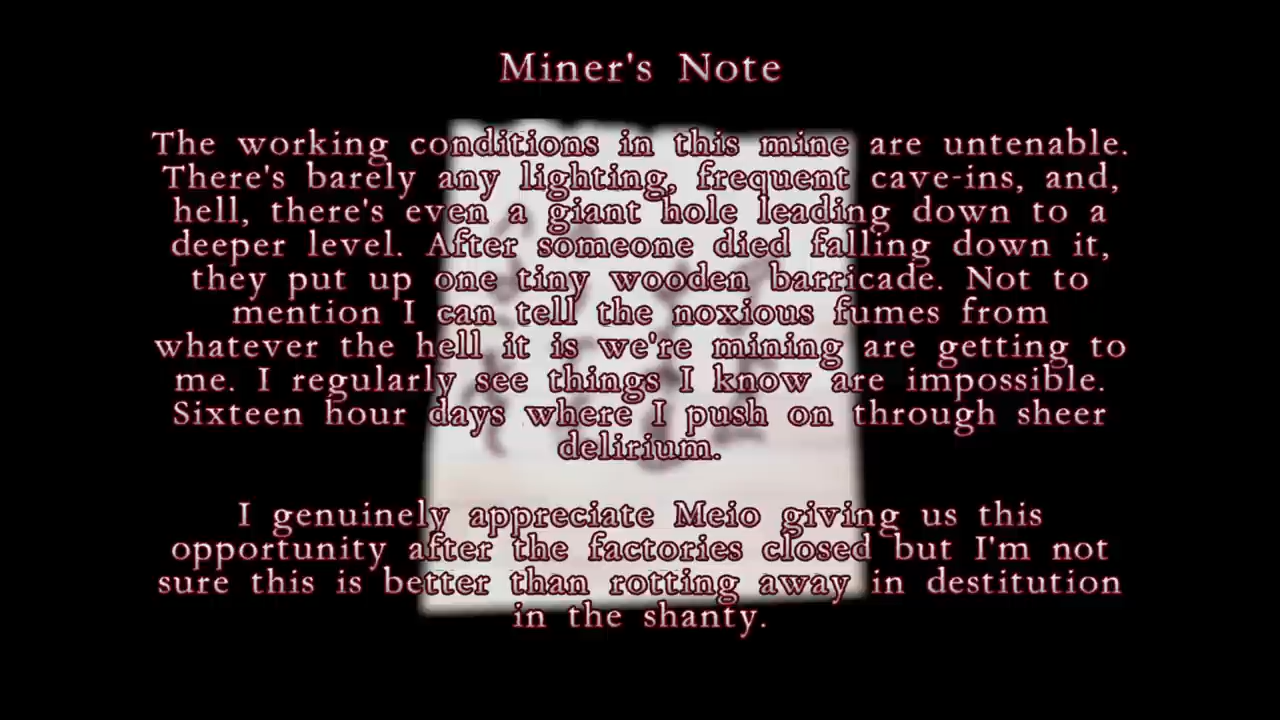 Miner's Note
The working conditions in this mine are untenable.
There's barely any lighting, frequent cave-ins, and,
hell, there's even a giant hole leading down to a
deeper level. After someone died falling down it,
they put up one tiny wooden barricade. Not to
mention I can tell the noxious fumes from
whatever the hell it is we're mining are getting to
me. I regularly see things I know are impossible.
Sixteen hour days where I push on through sheer
delirium.
I genuinely appreciate Meio giving us this
opportunity after the factories closed but I'm not
sure this is better than rotting away in destitution
in the shanty.